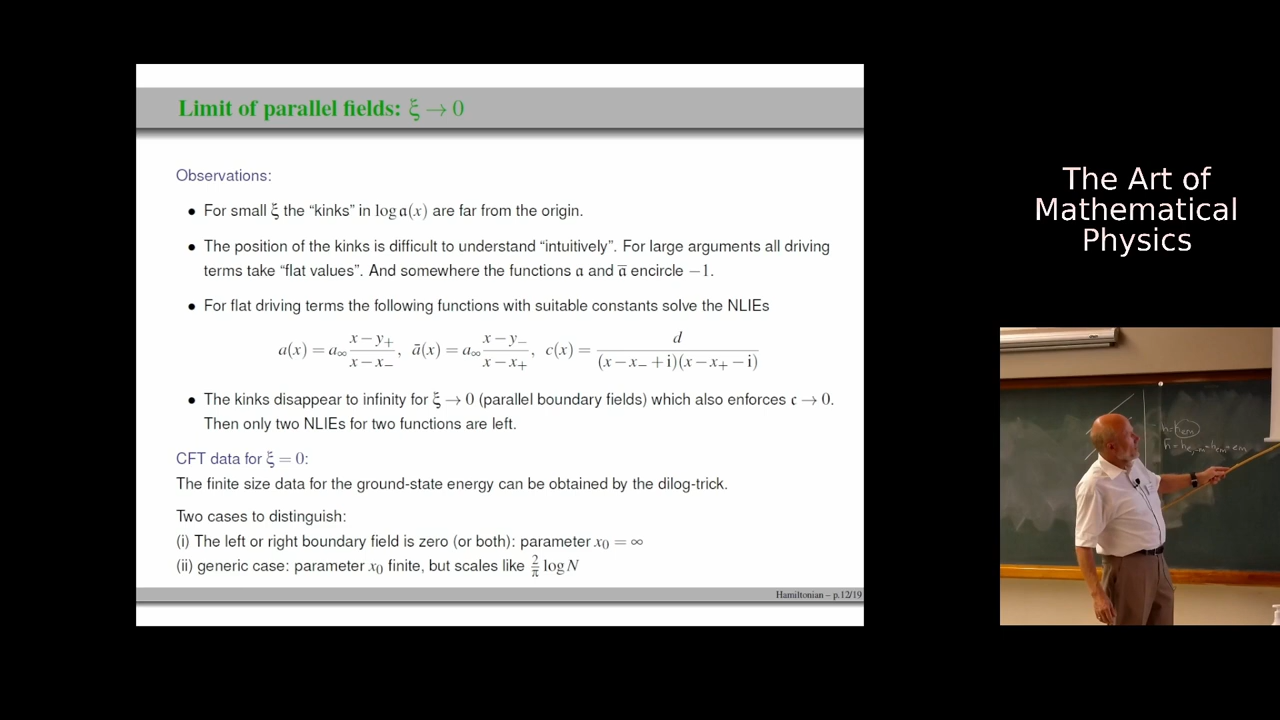 Limit of parallel fields: ξ → 0
Observations:
• For small ξ the “kinks” in log 𝔞(x) are far from the origin.
• The position of the kinks is difficult to understand “intuitively”. For large arguments all driving
terms take “flat values”. And somewhere the functions 𝔞 and 𝔞̅ encircle −1.
• For flat driving terms the following functions with suitable constants solve the NLIEs
a(x) = a∞ (x − y₊)/(x − x₋), ā(x) = a∞ (x − y₋)/(x − x₊), c(x) = d/((x − x₋ + i)(x − x₊ − i))
• The kinks disappear to infinity for ξ → 0 (parallel boundary fields) which also enforces 𝔠 → 0.
Then only two NLIEs for two functions are left.
CFT data for ξ = 0:
The finite size data for the ground-state energy can be obtained by the dilog-trick.
Two cases to distinguish:
(i) The left or right boundary field is zero (or both): parameter x₀ = ∞
(ii) generic case: parameter x₀ finite, but scales like 2/π log N
Hamiltonian – p.12/19
The Art of
Mathematical
Physics